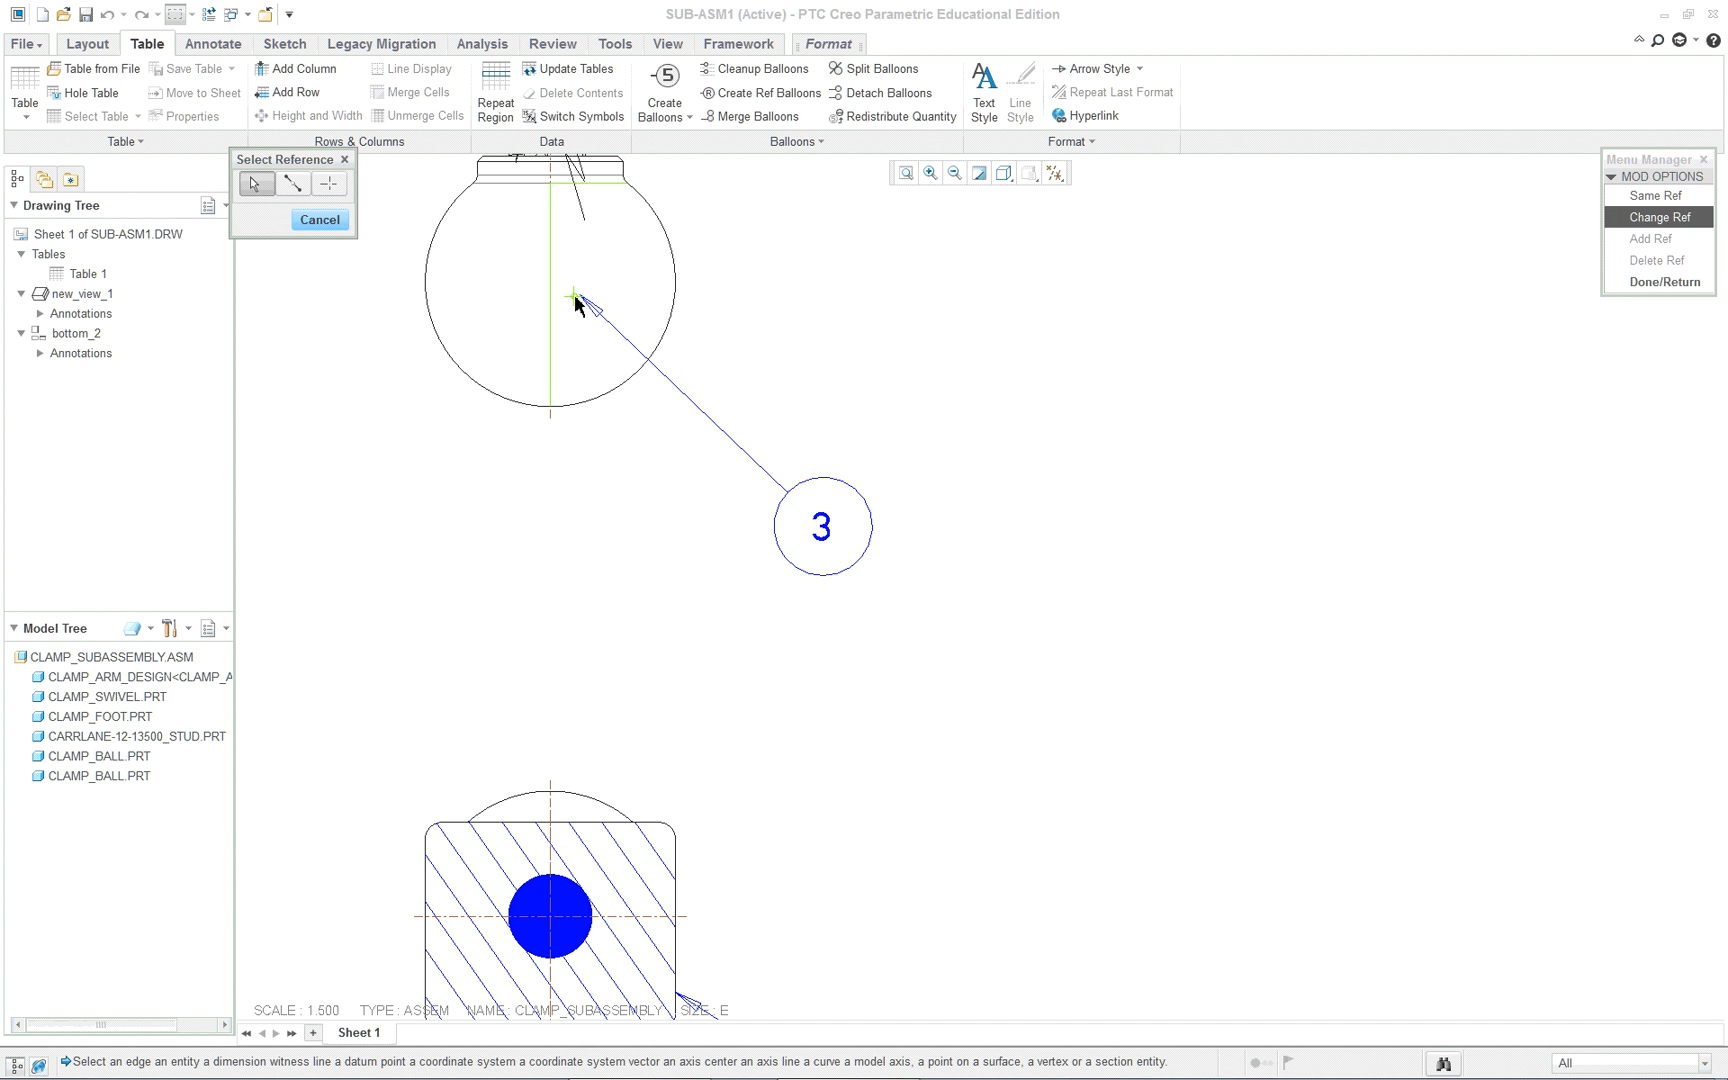 SUB-ASM1 (Active) - PTC Creo Parametric Educational Edition
File Layout Table Annotate Sketch Legacy Migration Analysis Review Tools View Framework Format
Table from File Save Table Add Column Line Display Update Tables Cleanup Balloons Split Balloons Arrow Style
Hole Table Move to Sheet Add Row Merge Cells Delete Contents Create Ref Balloons Detach Balloons Repeat Last Format
Table Select Table Properties Height and Width Unmerge Cells Repeat Region Switch Symbols 5 Create Balloons Merge Balloons Redistribute Quantity Text Style Line Style Hyperlink
Table Rows & Columns Data Balloons Format
Select Reference
Cancel
Menu Manager
MOD OPTIONS
Same Ref
Change Ref
Add Ref
Delete Ref
Done/Return
Drawing Tree
Sheet 1 of SUB-ASM1.DRW
Tables
Table 1
new_view_1
Annotations
bottom_2
Annotations
3
Model Tree
CLAMP_SUBASSEMBLY.ASM
CLAMP_ARM_DESIGN<CLAMP_A
CLAMP_SWIVEL.PRT
CLAMP_FOOT.PRT
CARRLANE-12-13500_STUD.PRT
CLAMP_BALL.PRT
CLAMP_BALL.PRT
SCALE : 1.500 TYPE : ASSEM NAME : CLAMP_SUBASSEMBLY SIZE : E
Sheet 1
Select an edge an entity a dimension witness line a datum point a coordinate system a coordinate system vector an axis center an axis line a curve a model axis, a point on a surface, a vertex or a section entity.
All